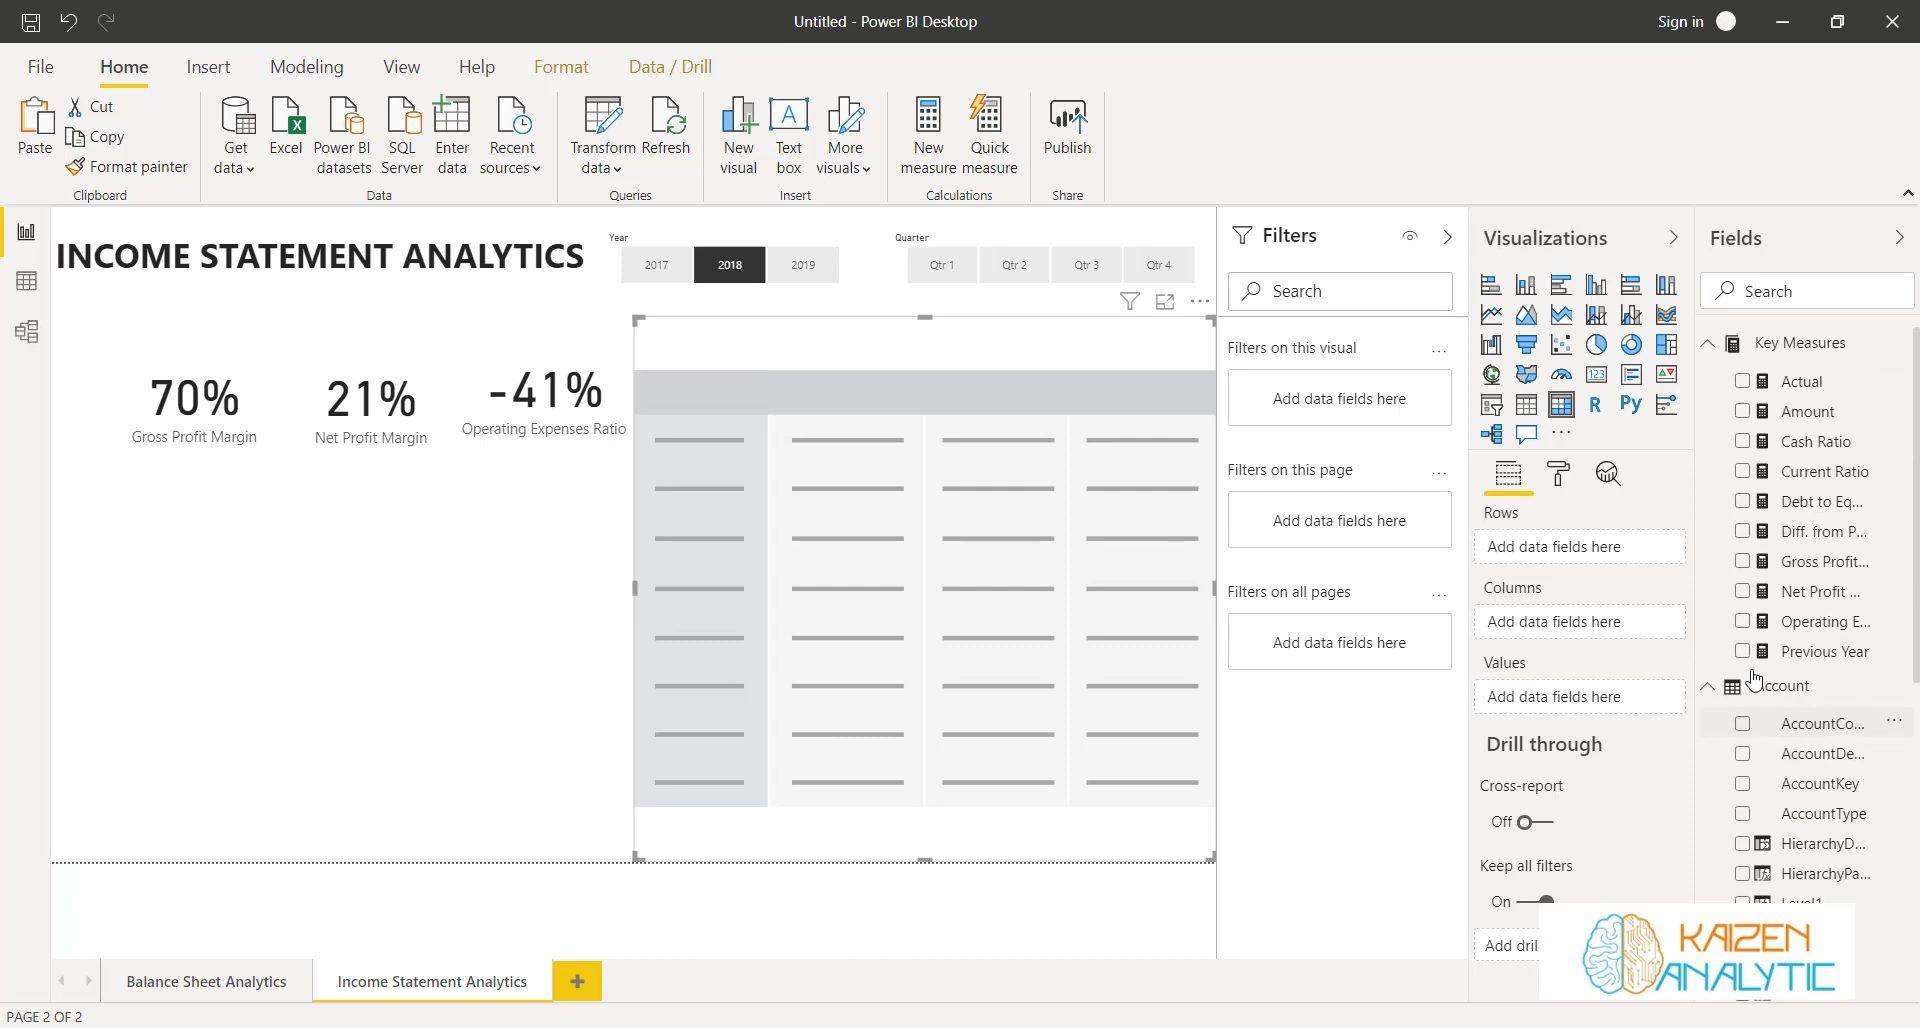 Untitled - Power BI Desktop
Sign in
File Home Insert Modeling View Help Format Data / Drill
Paste
Cut
Copy
Format painter
Clipboard
Get data
Excel
Power BI datasets
SQL Server
Enter data
Recent sources
Data
Transform data
Refresh
Queries
New visual
Text box
More visuals
Insert
New measure
Quick measure
Calculations
Publish
Share
INCOME STATEMENT ANALYTICS
Year
2017 2018 2019
Quarter
Qtr 1 Qtr 2 Qtr 3 Qtr 4
70%
Gross Profit Margin
21%
Net Profit Margin
-41%
Operating Expenses Ratio
Filters
Search
Filters on this visual ...
Add data fields here
Filters on this page ...
Add data fields here
Filters on all pages ...
Add data fields here
Visualizations
123
R
Py
...
Rows
Add data fields here
Columns
Add data fields here
Values
Add data fields here
Drill through
Cross-report
Off
Keep all filters
On
Add dril
Fields
Search
Key Measures
Actual
Amount
Cash Ratio
Current Ratio
Debt to Eq...
Diff. from P...
Gross Profit...
Net Profit ...
Operating E...
Previous Year
ccount
AccountCo... ...
AccountDe...
AccountKey
AccountType
HierarchyD...
HierarchyPa...
KAIZEN
ANALYTIC
Balance Sheet Analytics
Income Statement Analytics
PAGE 2 OF 2